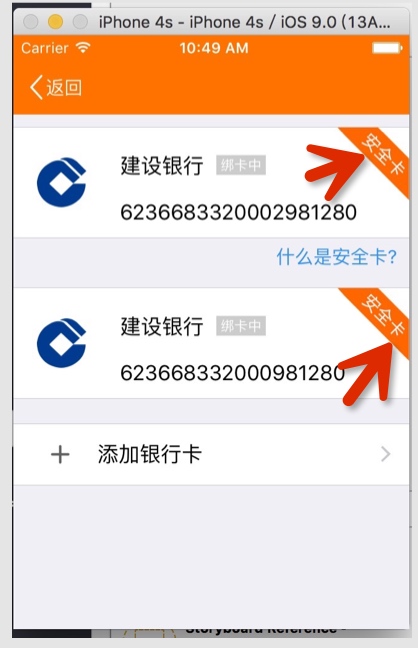 iPhone 4s - iPhone 4s / iOS 9.0 (13A...
Carrier 10:49 AM
返回
建设银行 绑卡中 安全卡
6236683320002981280
什么是安全卡?
建设银行 绑卡中 安全卡
623668332000981280
添加银行卡
Storyboard Reference -